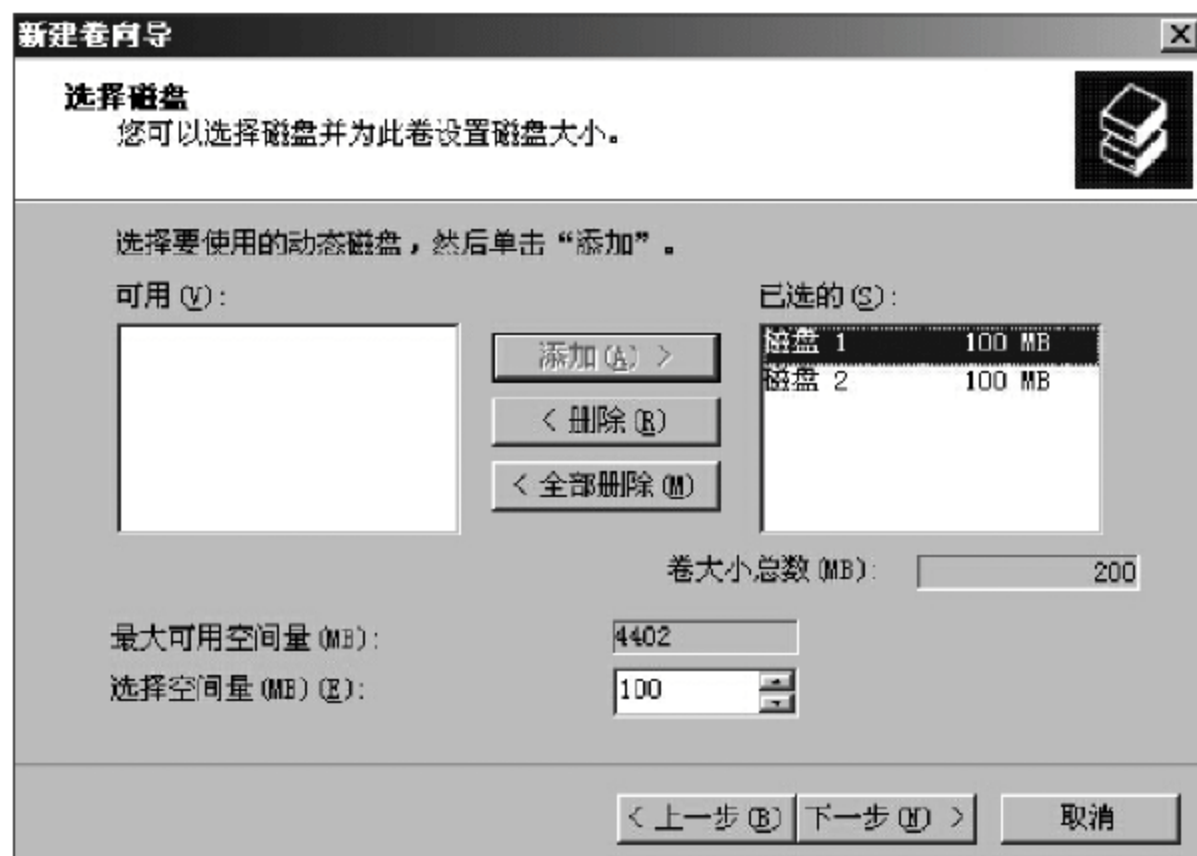 新建卷向导
选择磁盘
您可以选择磁盘并为此卷设置磁盘大小。
选择要使用的动态磁盘，然后单击“添加”。
可用(V):
已选的(S):
添加(A) >
< 删除(R)
< 全部删除(M)
磁盘 1 100 MB
磁盘 2 100 MB
卷大小总数(MB): 200
最大可用空间量(MB): 4402
选择空间量(MB)(E): 100
< 上一步(B) 下一步(N) > 取消